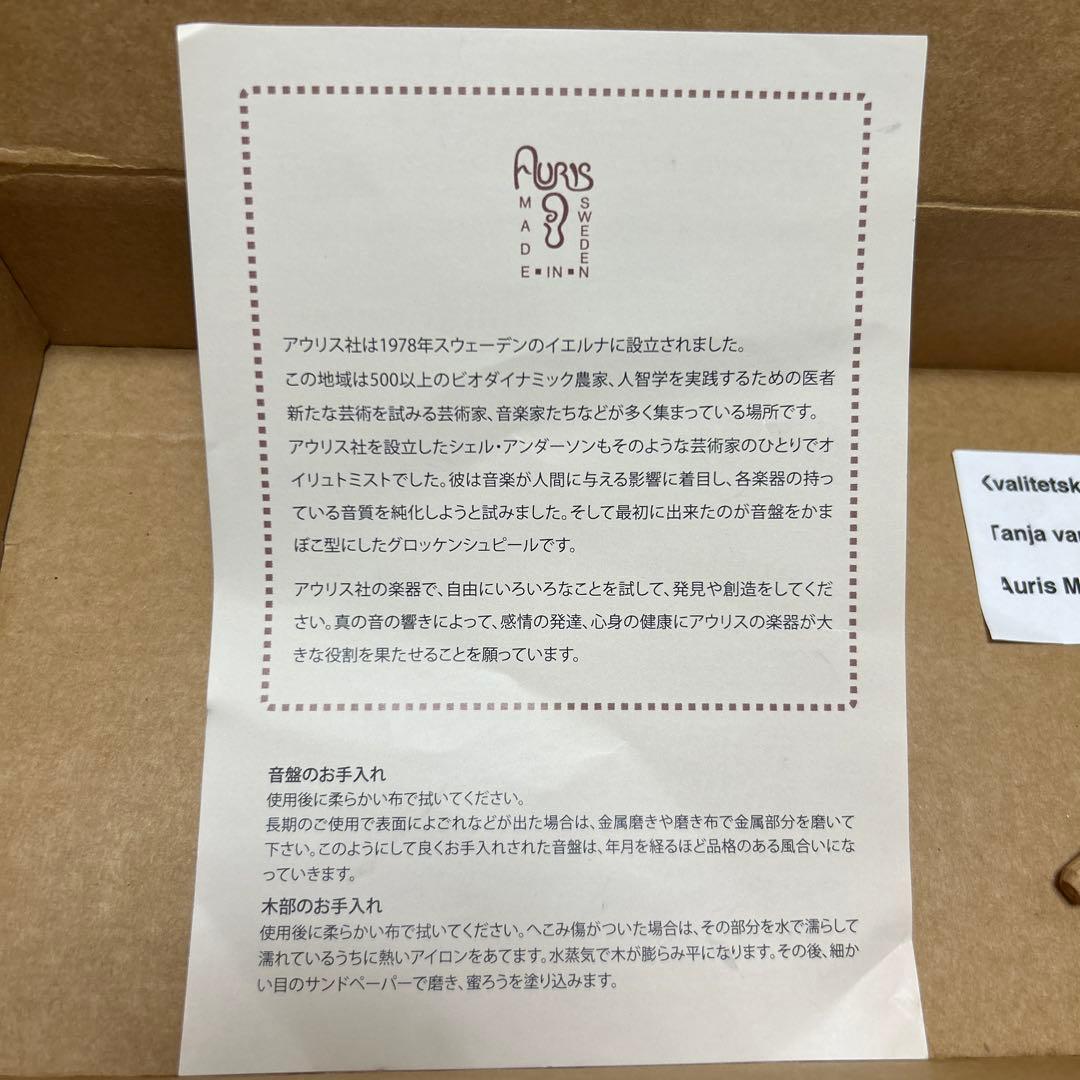 AURIS
MADE IN SWEDEN
アウリス社は1978年スウェーデンのイエルナに設立されました。
この地域は500以上のビオダイナミック農家、人智学を実践するための医者
新たな芸術を試みる芸術家、音楽家たちなどが多く集まっている場所です。
アウリス社を設立したシェル・アンダーソンもそのような芸術家のひとりでオ
イリュトミストでした。彼は音楽が人間に与える影響に着目し、各楽器の持っ
ている音質を純化しようと試みました。そして最初に出来たのが音盤をかま
ぼこ型にしたグロッケンシュピールです。
アウリス社の楽器で、自由にいろいろなことを試して、発見や創造をしてくだ
さい。真の音の響きによって、感情の発達、心身の健康にアウリスの楽器が大
きな役割を果たせることを願っています。
音盤のお手入れ
使用後に柔らかい布で拭いてください。
長期のご使用で表面によごれなどが出た場合は、金属磨きや磨き布で金属部分を磨いて
下さい。このようにして良くお手入れされた音盤は、年月を経るほど品格のある風合いにな
っていきます。
木部のお手入れ
使用後に柔らかい布で拭いてください。へこみ傷がついた場合は、その部分を水で濡らして
濡れているうちに熱いアイロンをあてます。水蒸気で木が膨らみ平になります。その後、細か
い目のサンドペーパーで磨き、蜜ろうを塗り込みます。
Kvalitetsk
Tanja va
Auris M